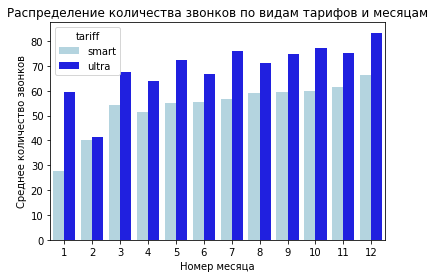 Распределение количества звонков по видам тарифов и месяцам
Среднее количество звонков
80
70
60
50
40
30
20
10
0
tariff
smart
ultra
1 2 3 4 5 6 7 8 9 10 11 12
Номер месяца